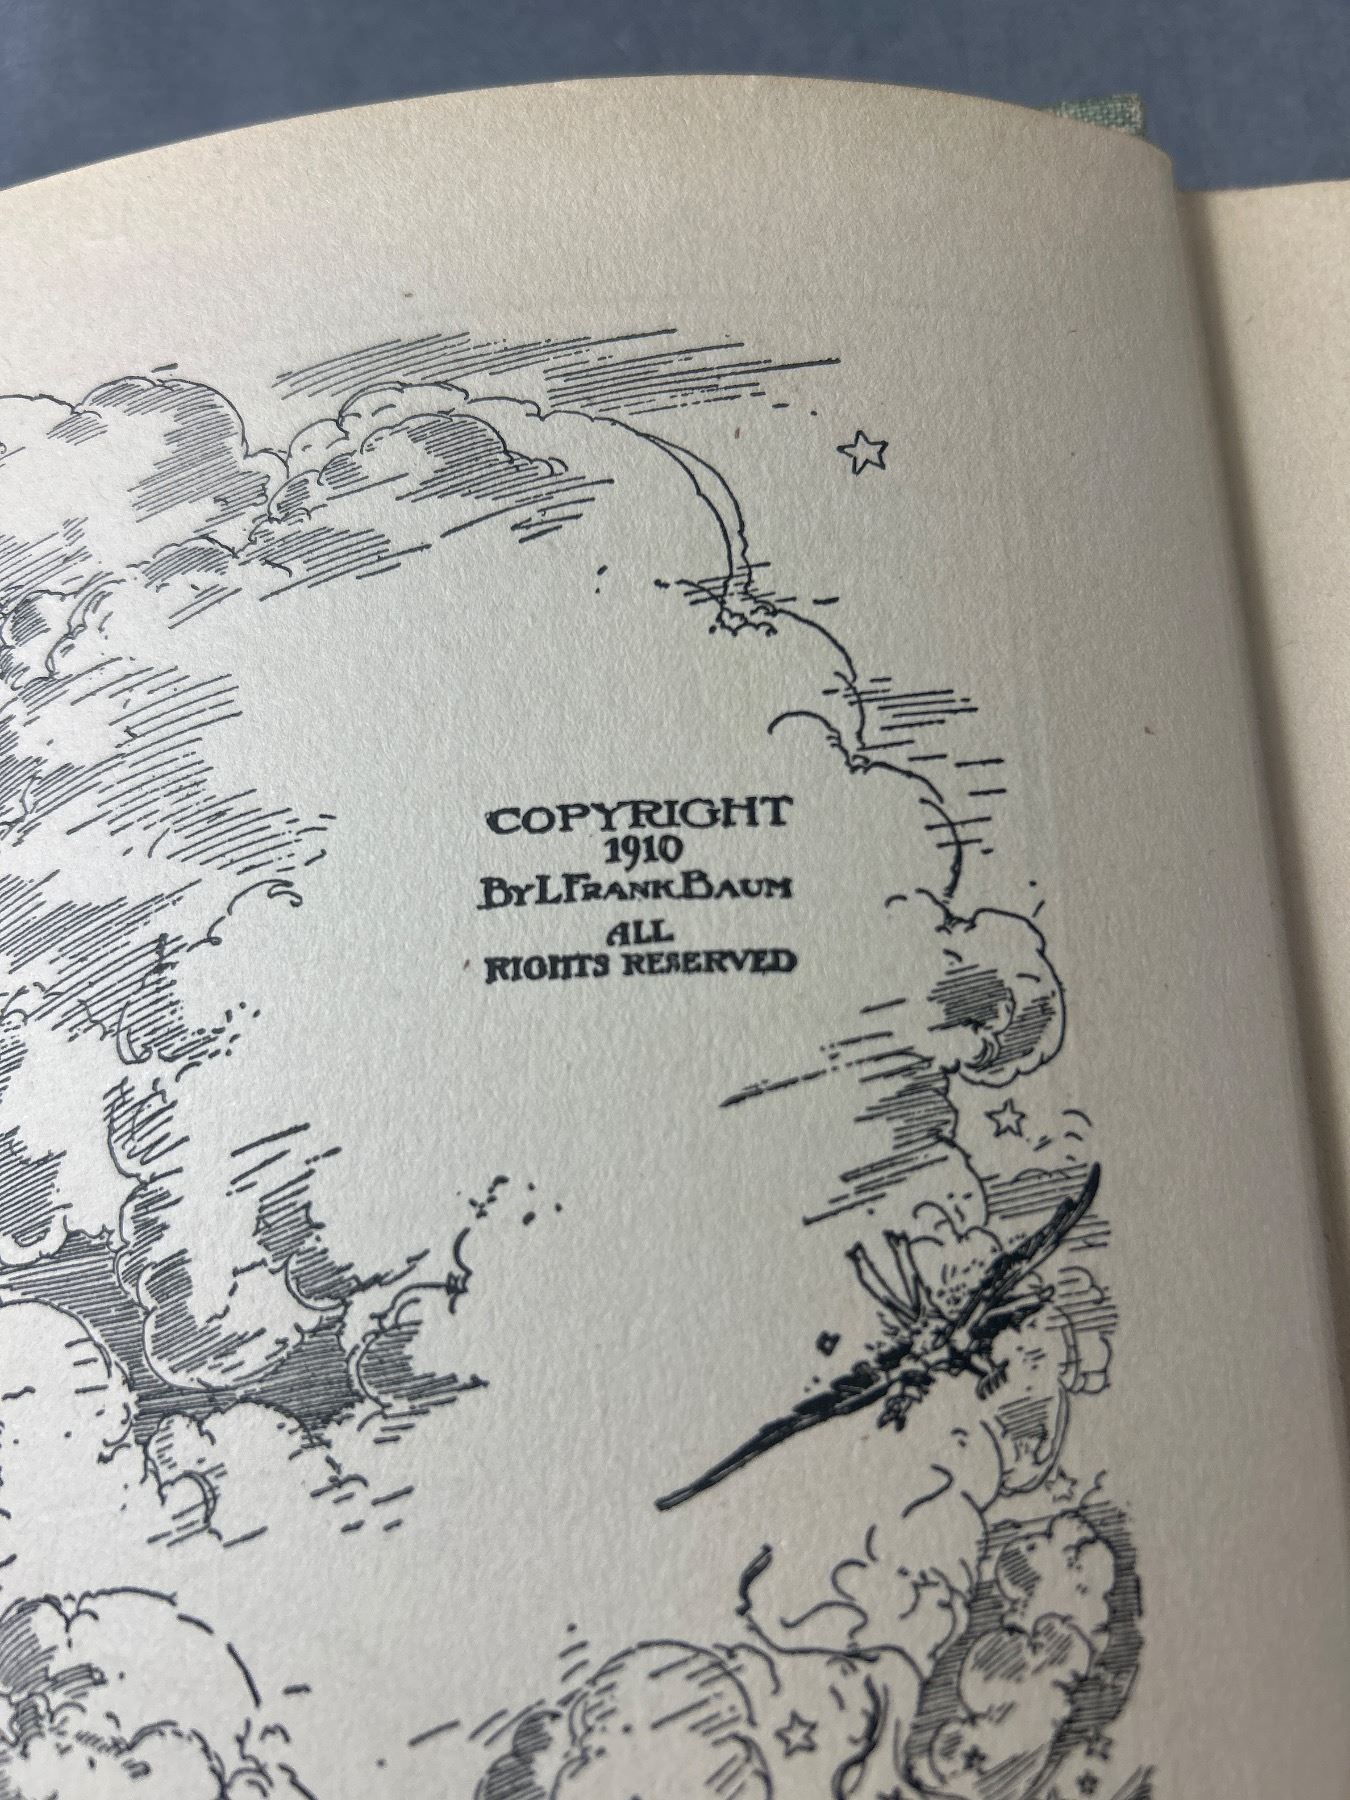 COPYRIGHT
1910
BY L FRANK BAUM
ALL
RIGHTS RESERVED